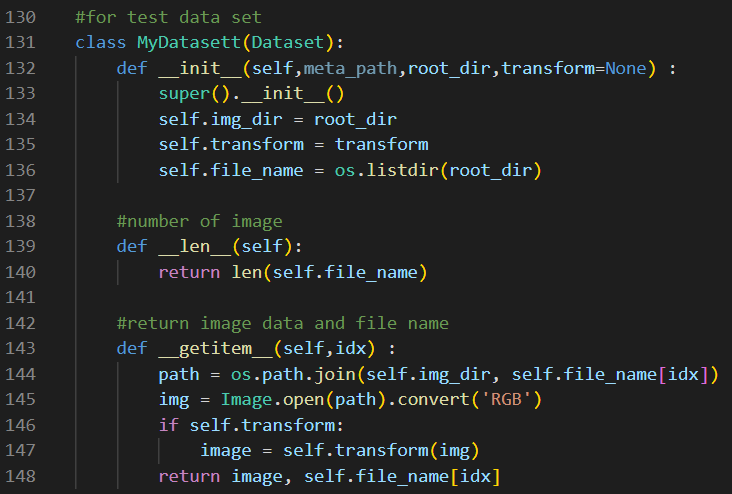 130 #for test data set
131 class MyDatasett(Dataset):
132 def __init__(self,meta_path,root_dir,transform=None) :
133 super().__init__()
134 self.img_dir = root_dir
135 self.transform = transform
136 self.file_name = os.listdir(root_dir)
137
138 #number of image
139 def __len__(self):
140 return len(self.file_name)
141
142 #return image data and file name
143 def __getitem__(self,idx) :
144 path = os.path.join(self.img_dir, self.file_name[idx])
145 img = Image.open(path).convert('RGB')
146 if self.transform:
147 image = self.transform(img)
148 return image, self.file_name[idx]